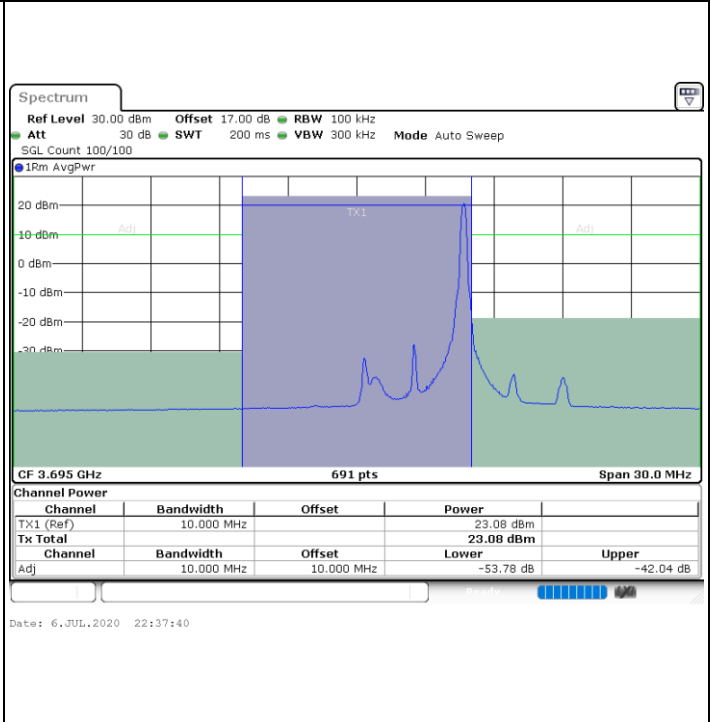 Spectrum
Ref Level 30.00 dBm Offset 17.00 dB RBW 100 kHz
Att 30 dB SWT 200 ms VBW 300 kHz Mode Auto Sweep
SGL Count 100/100
1Rm AvgPwr
20 dBm
TX1
Adj
Adj
10 dBm
0 dBm
-10 dBm
-20 dBm
-30 dBm
CF 3.695 GHz 691 pts Span 30.0 MHz
Channel Power
Channel Bandwidth Offset Power
TX1 (Ref) 10.000 MHz 23.08 dBm
Tx Total 23.08 dBm
Channel Bandwidth Offset Lower Upper
Adj 10.000 MHz 10.000 MHz -53.78 dB -42.04 dB
Ready
Date: 6.JUL.2020 22:37:40